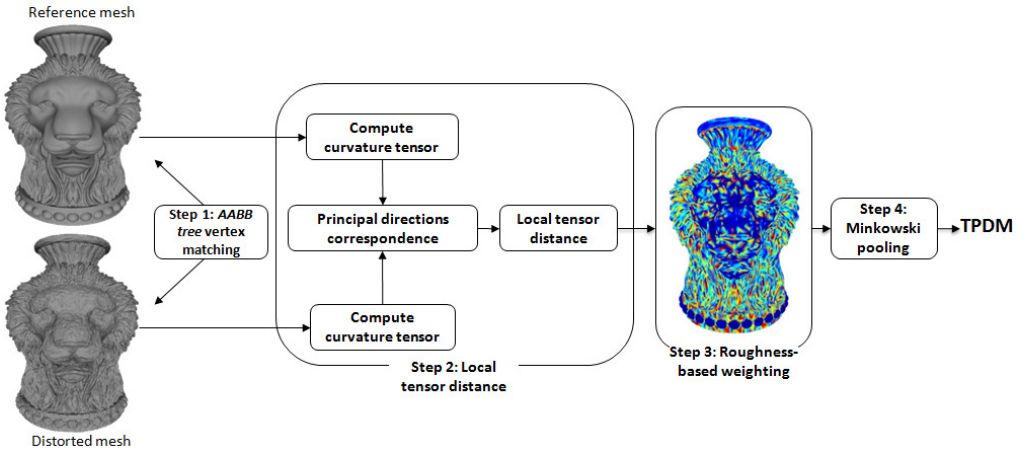 Reference mesh
Step 1: AABB
tree vertex
matching
Distorted mesh
Compute
curvature tensor
Principal directions
correspondence
Local tensor
distance
Compute
curvature tensor
Step 2: Local
tensor distance
Step 3: Roughness-
based weighting
Step 4:
Minkowski
pooling
TPDM